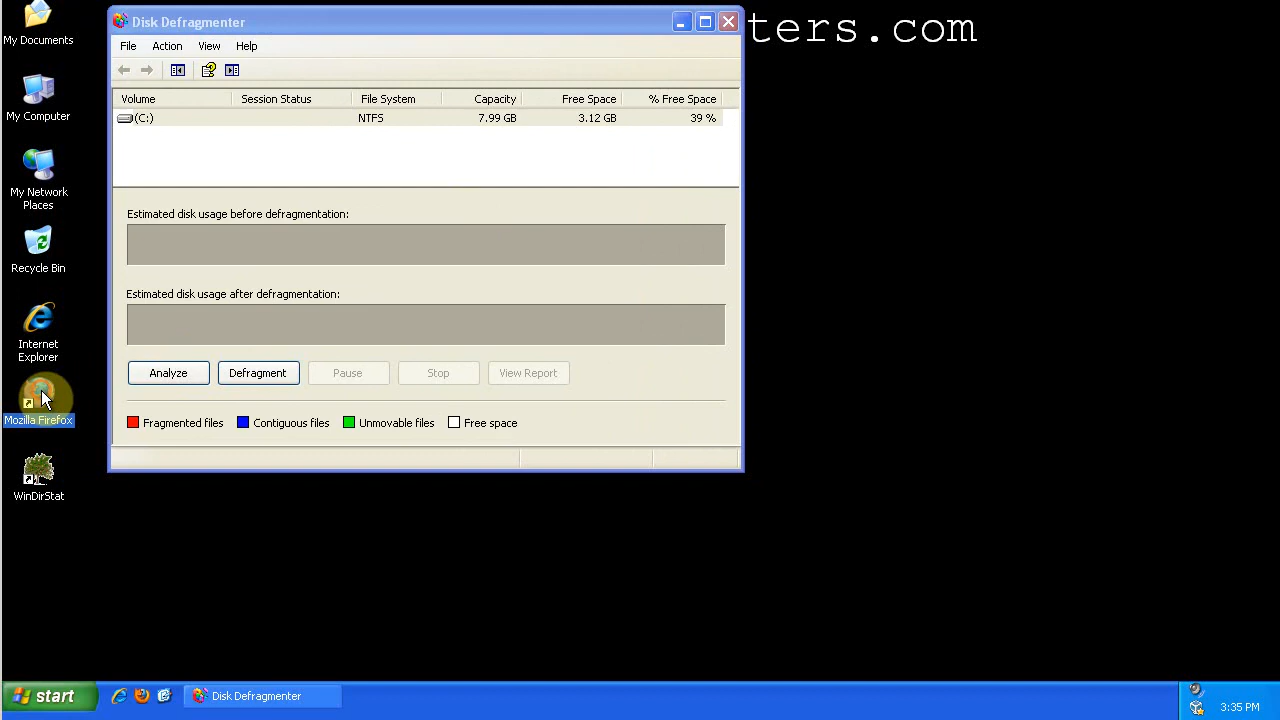 My Documents
My Computer
My Network
Places
Recycle Bin
Internet
Explorer
Mozilla Firefox
WinDirStat
Disk Defragmenter
ters.com
File Action View Help
Volume Session Status File System Capacity Free Space % Free Space
(C:) NTFS 7.99 GB 3.12 GB 39 %
Estimated disk usage before defragmentation:
Estimated disk usage after defragmentation:
Analyze Defragment Pause Stop View Report
Fragmented files Contiguous files Unmovable files Free space
start Disk Defragmenter 3:35 PM